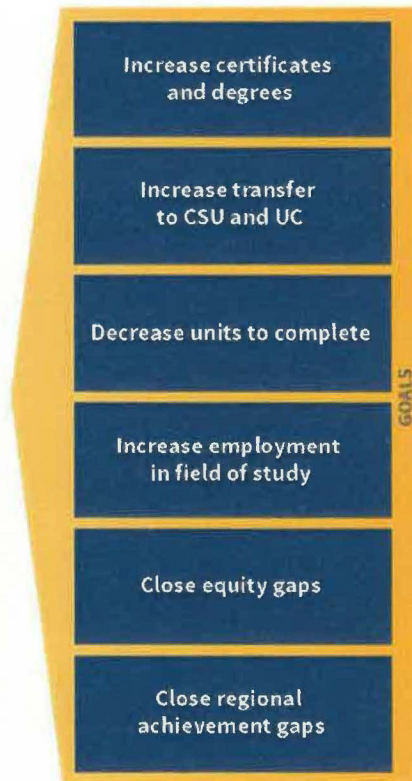 Increase certificates
and degrees
Increase transfer
to CSU and UC
Decrease units to complete
GOALS
Increase employment
in field of study
Close equity gaps
Close regional
achievement gaps